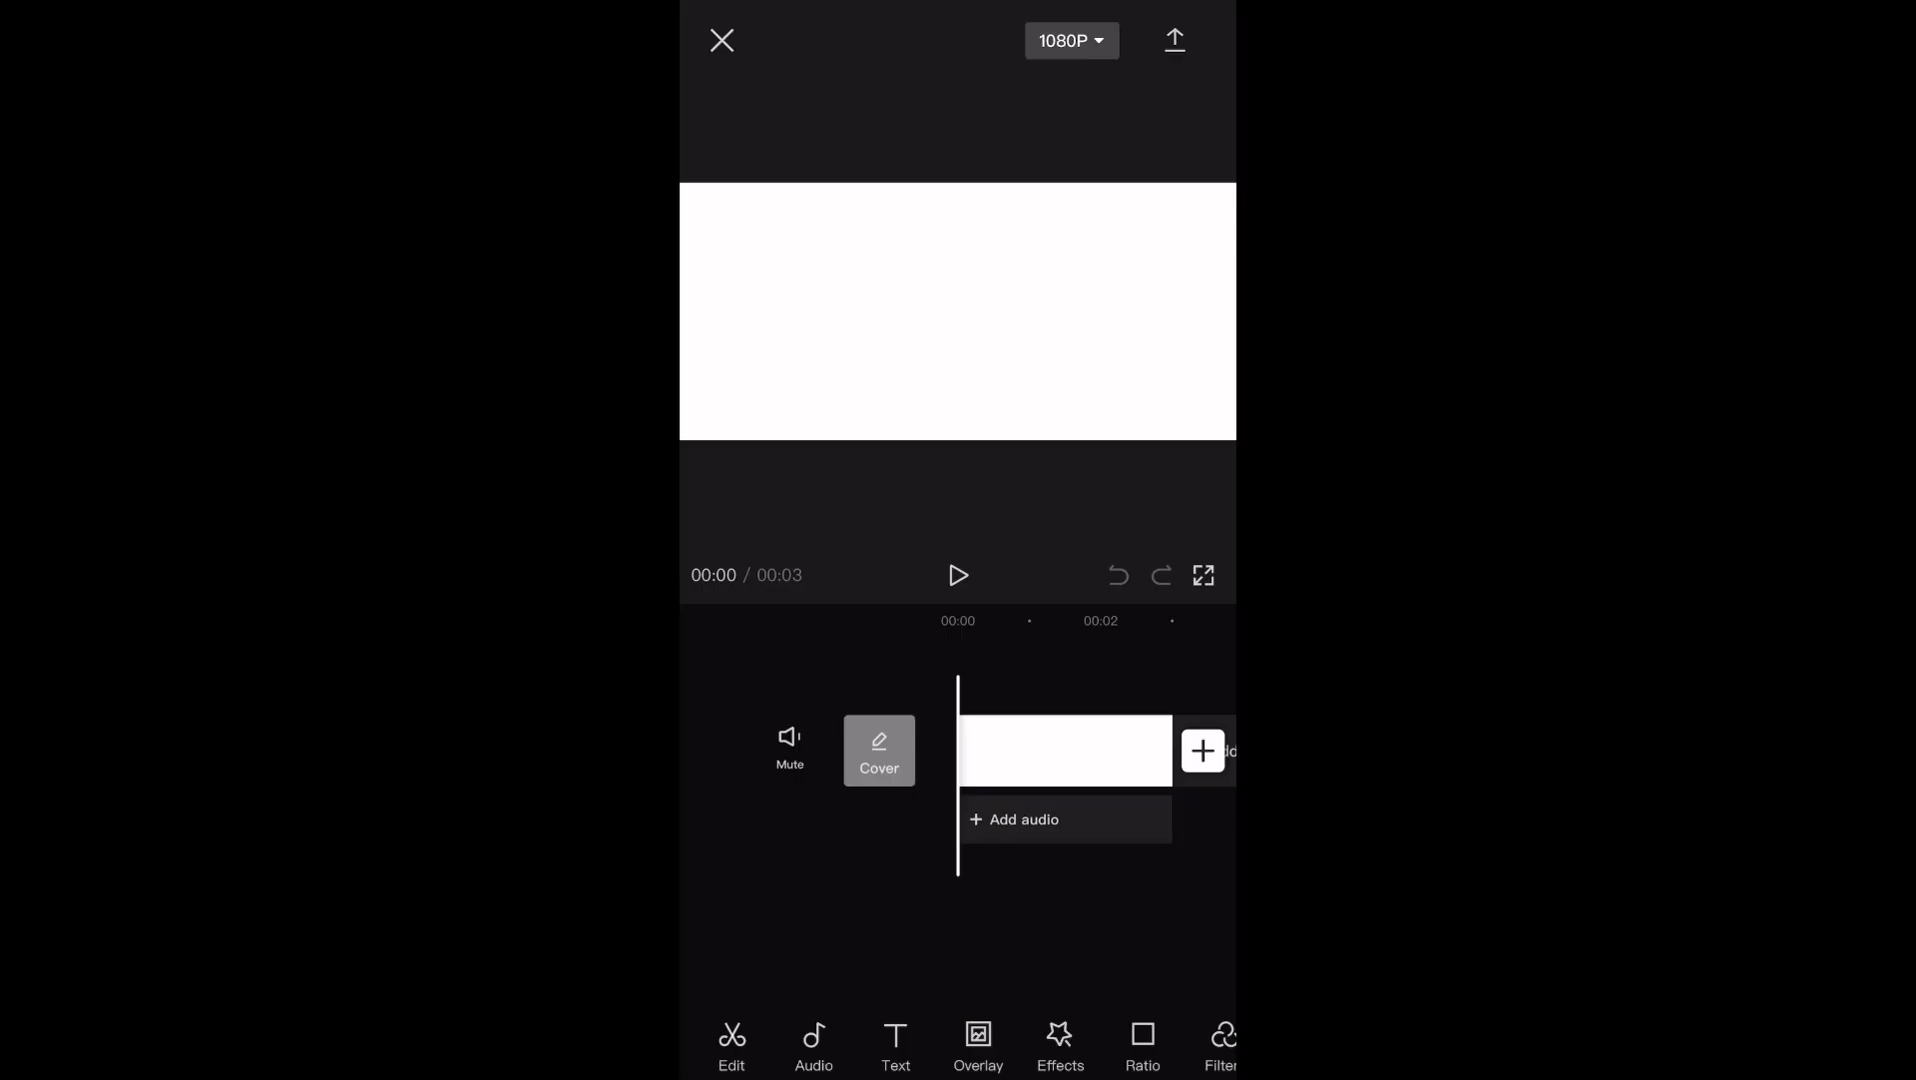 1080P
00:00 / 00:03
00:00 00:02
Mute
Cover
Add audio
Edit Audio Text Overlay Effects Ratio Filter